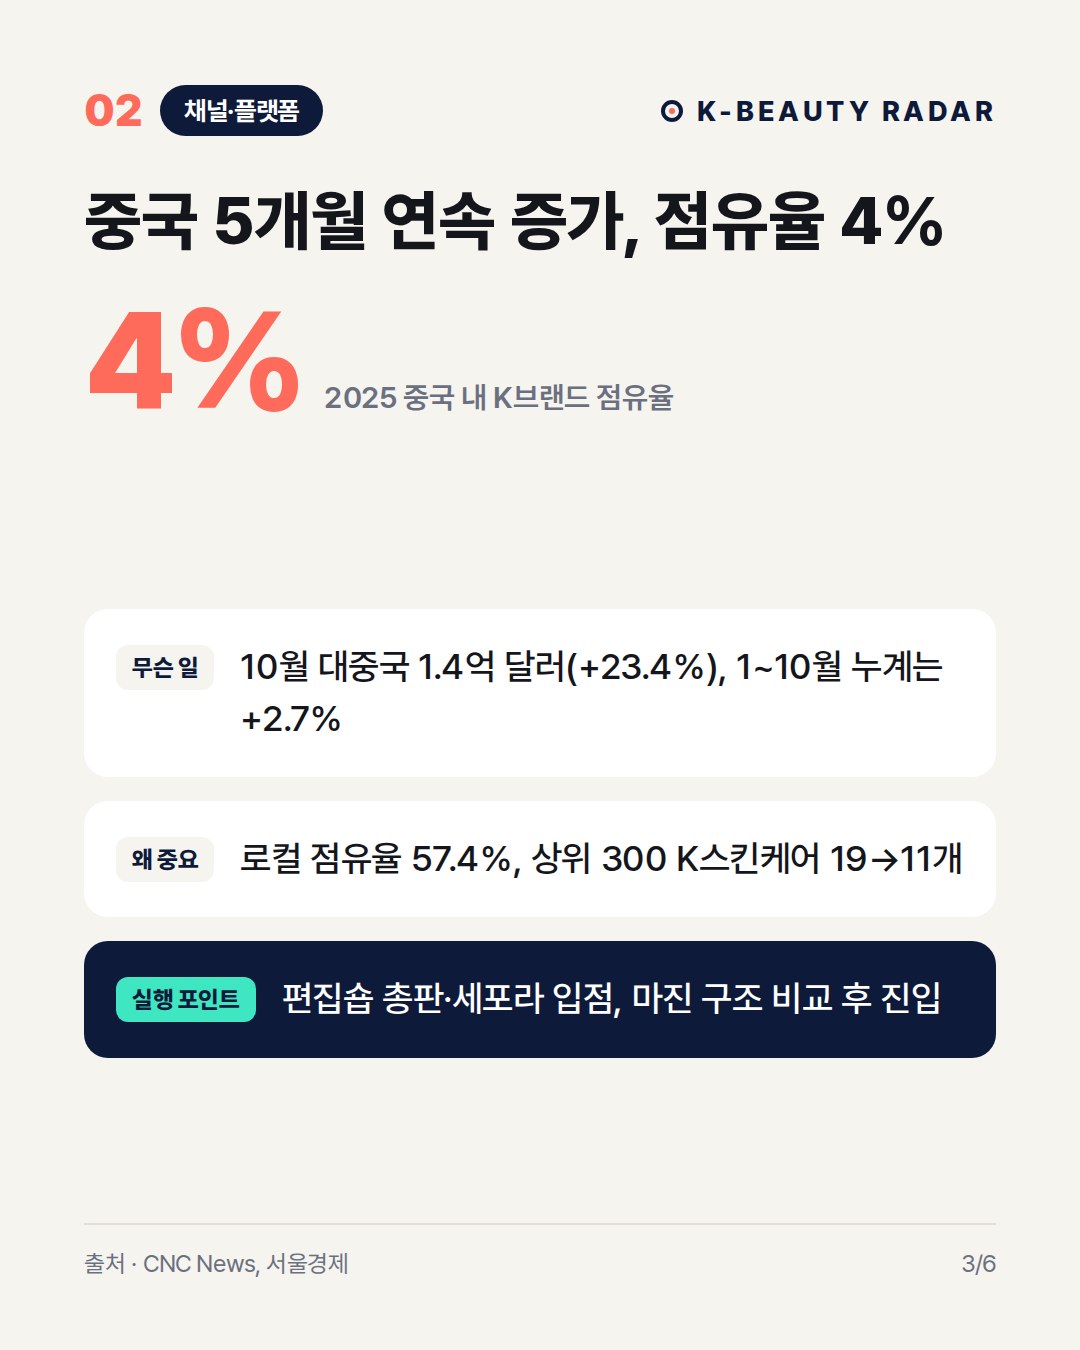 02 채널·플랫폼
K-BEAUTY RADAR
중국 5개월 연속 증가, 점유율 4%
4% 2025 중국 내 K브랜드 점유율
무슨 일 10월 대중국 1.4억 달러(+23.4%), 1~10월 누계는
+2.7%
왜 중요 로컬 점유율 57.4%, 상위 300 K스킨케어 19→11개
실행 포인트 편집숍 총판·세포라 입점, 마진 구조 비교 후 진입
출처 · CNC News, 서울경제
3/6